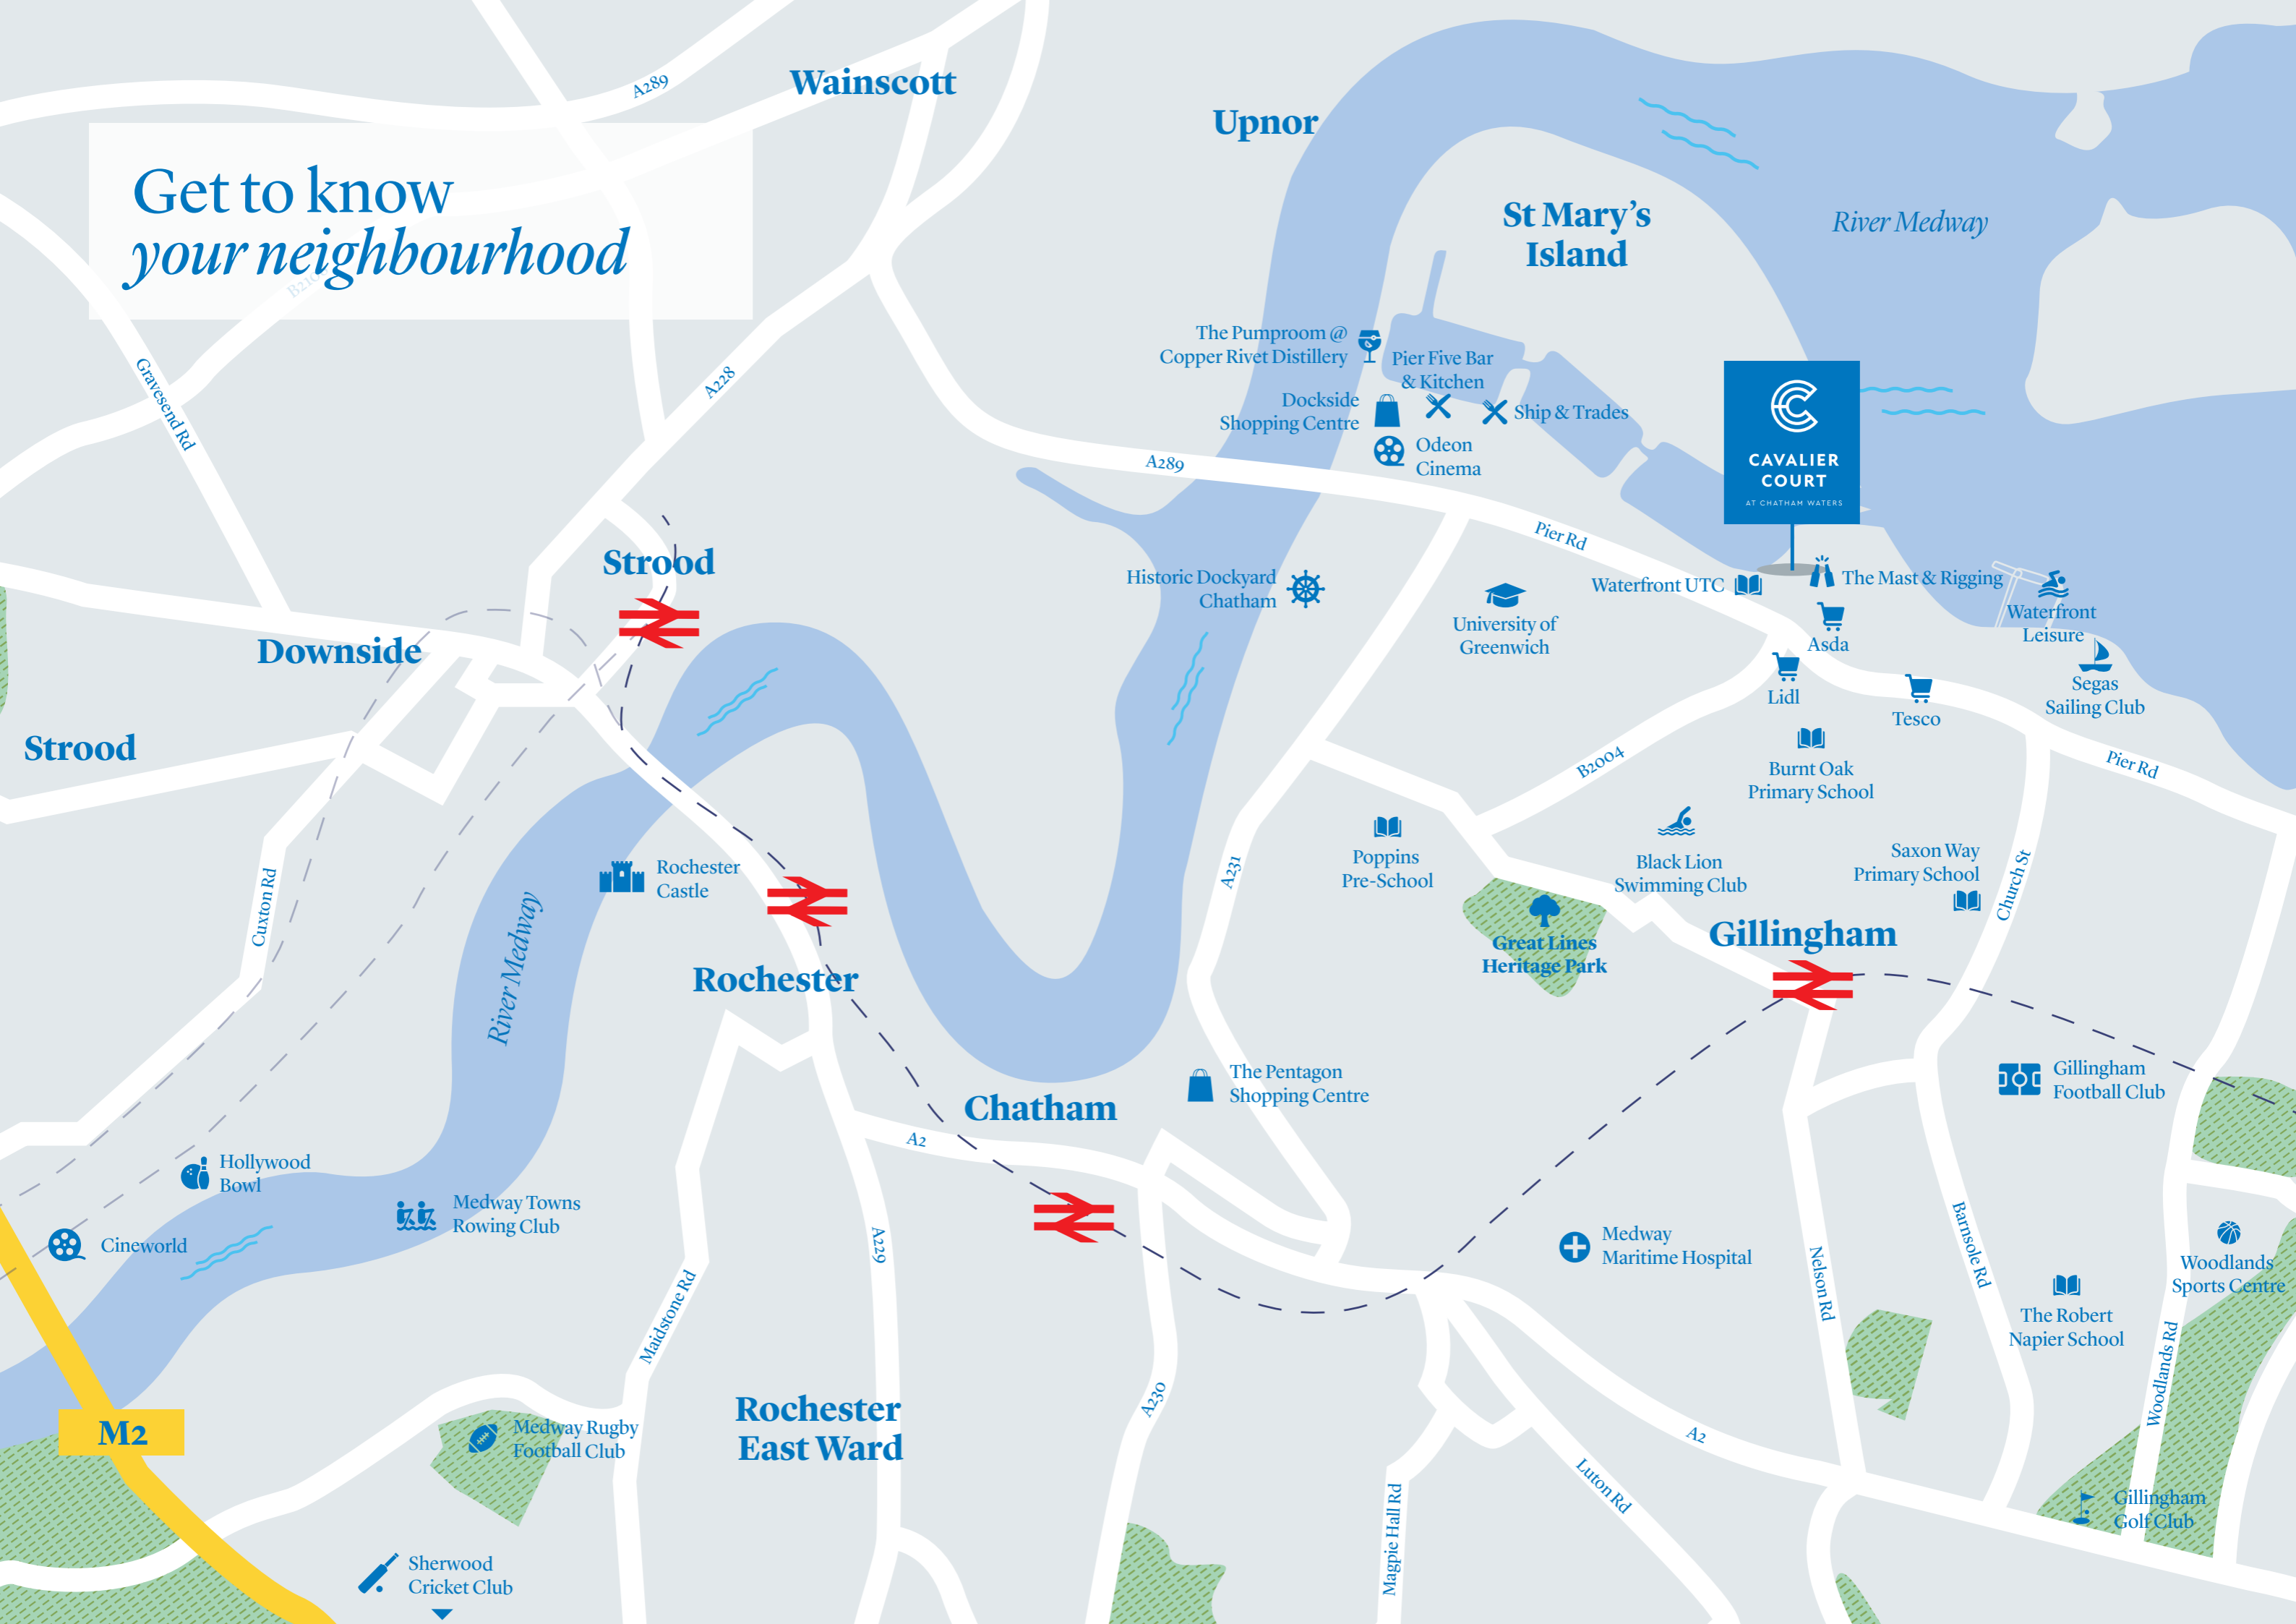 Get to know
your neighbourhood
A289
Wainscott
Upnor
St Mary's
Island
River Medway
Gravesend Rd
A228
The Pumproom @
Copper Rivet Distillery
Pier Five Bar
& Kitchen
Dockside
Shopping Centre
Ship & Trades
Odeon
Cinema
CAVALIER
COURT
AT CHATHAM WATERS
A289
Pier Rd
Strood
Historic Dockyard
Chatham
University of
Greenwich
Waterfront UTC
The Mast & Rigging
Waterfront
Leisure
Asda
Lidl
Tesco
Segas
Sailing Club
Downside
Strood
B2004
Pier Rd
Burnt Oak
Primary School
Cuxton Rd
Rochester
Castle
River Medway
Rochester
A231
Poppins
Pre-School
Black Lion
Swimming Club
Saxon Way
Primary School
Church St
Great Lines
Heritage Park
Gillingham
Gillingham
Football Club
The Pentagon
Shopping Centre
Chatham
A2
Hollywood
Bowl
Medway Towns
Rowing Club
Cineworld
A229
Maidstone Rd
Medway
Maritime Hospital
Nelson Rd
Barnsole Rd
Woodlands
Sports Centre
The Robert
Napier School
Woodlands Rd
M2
Medway Rugby
Football Club
Rochester
East Ward
A230
A2
Luton Rd
Magpie Hall Rd
Gillingham
Golf Club
Sherwood
Cricket Club